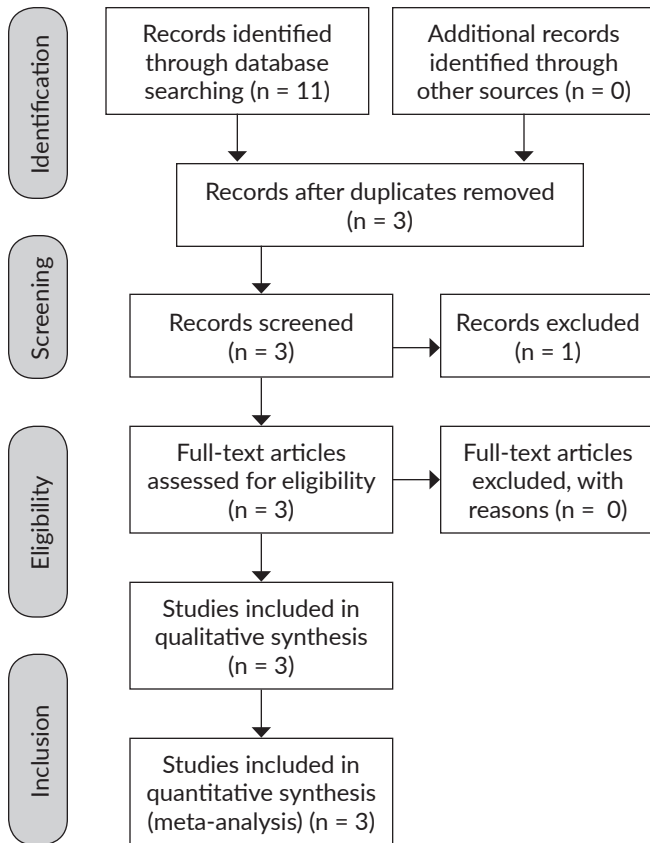 Identification
Records identified
through database
searching (n = 11)
Additional records
identified through
other sources (n = 0)
Records after duplicates removed
(n = 3)
Screening
Records screened
(n = 3)
Records excluded
(n = 1)
Eligibility
Full-text articles
assessed for eligibility
(n = 3)
Full-text articles
excluded, with
reasons (n =  0)
Studies included in
qualitative synthesis
(n = 3)
Inclusion
Studies included in
quantitative synthesis
(meta-analysis) (n = 3)